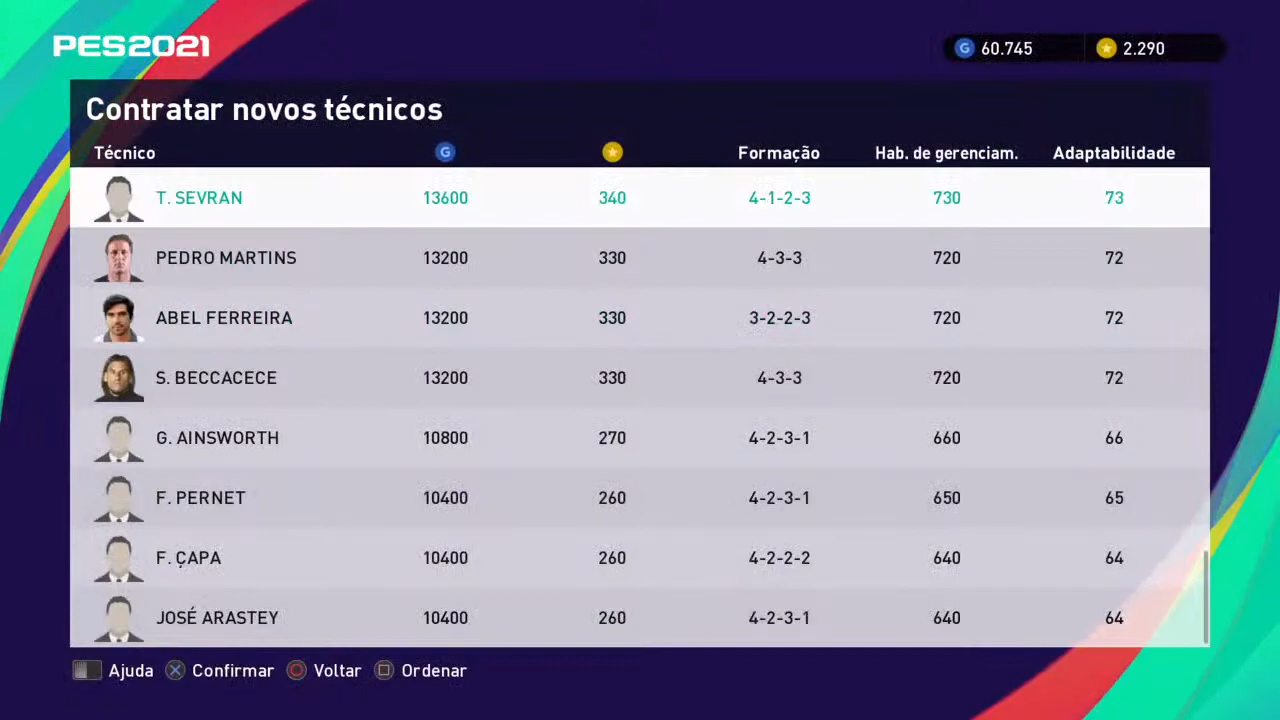 PES2021
G 60.745 2.290
Contratar novos técnicos
Técnico G Formação Hab. de gerenciam. Adaptabilidade
T. SEVRAN 13600 340 4-1-2-3 730 73
PEDRO MARTINS 13200 330 4-3-3 720 72
ABEL FERREIRA 13200 330 3-2-2-3 720 72
S. BECCACECE 13200 330 4-3-3 720 72
G. AINSWORTH 10800 270 4-2-3-1 660 66
F. PERNET 10400 260 4-2-3-1 650 65
F. ÇAPA 10400 260 4-2-2-2 640 64
JOSÉ ARASTEY 10400 260 4-2-3-1 640 64
Ajuda Confirmar Voltar Ordenar